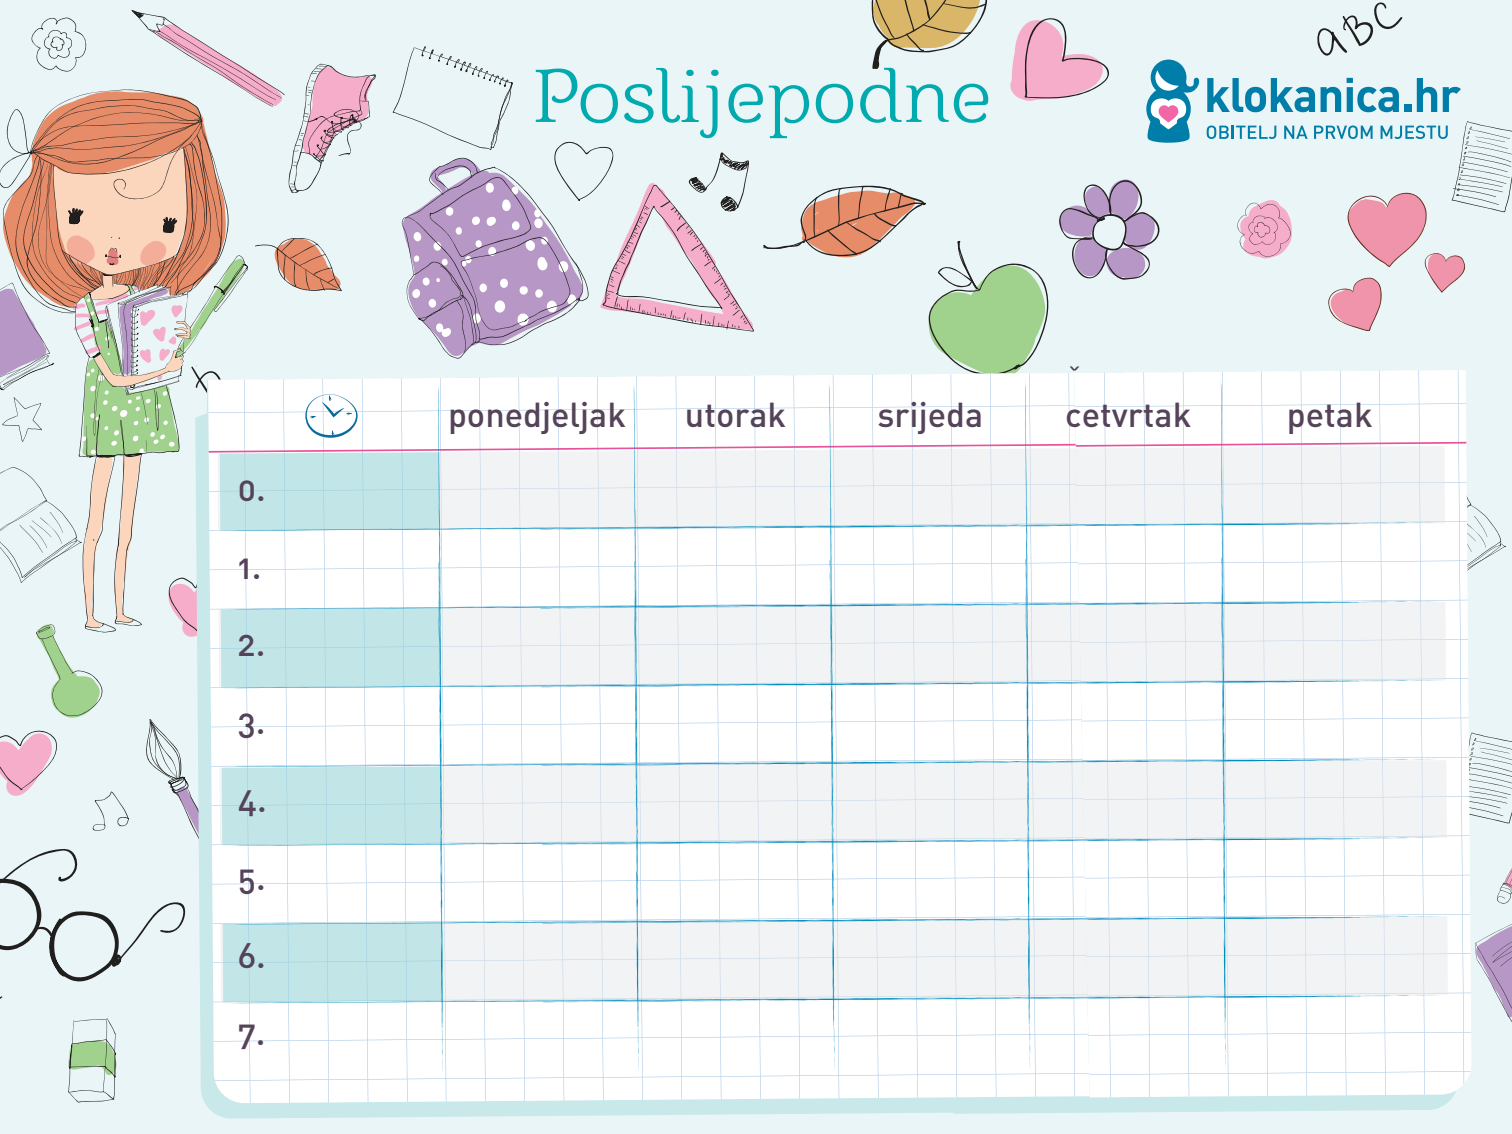 aBC
Poslijepodne
klokanica.hr
OBITELJ NA PRVOM MJESTU
ponedjeljak utorak srijeda četvrtak petak
0.
1.
2.
3.
4.
5.
6.
7.